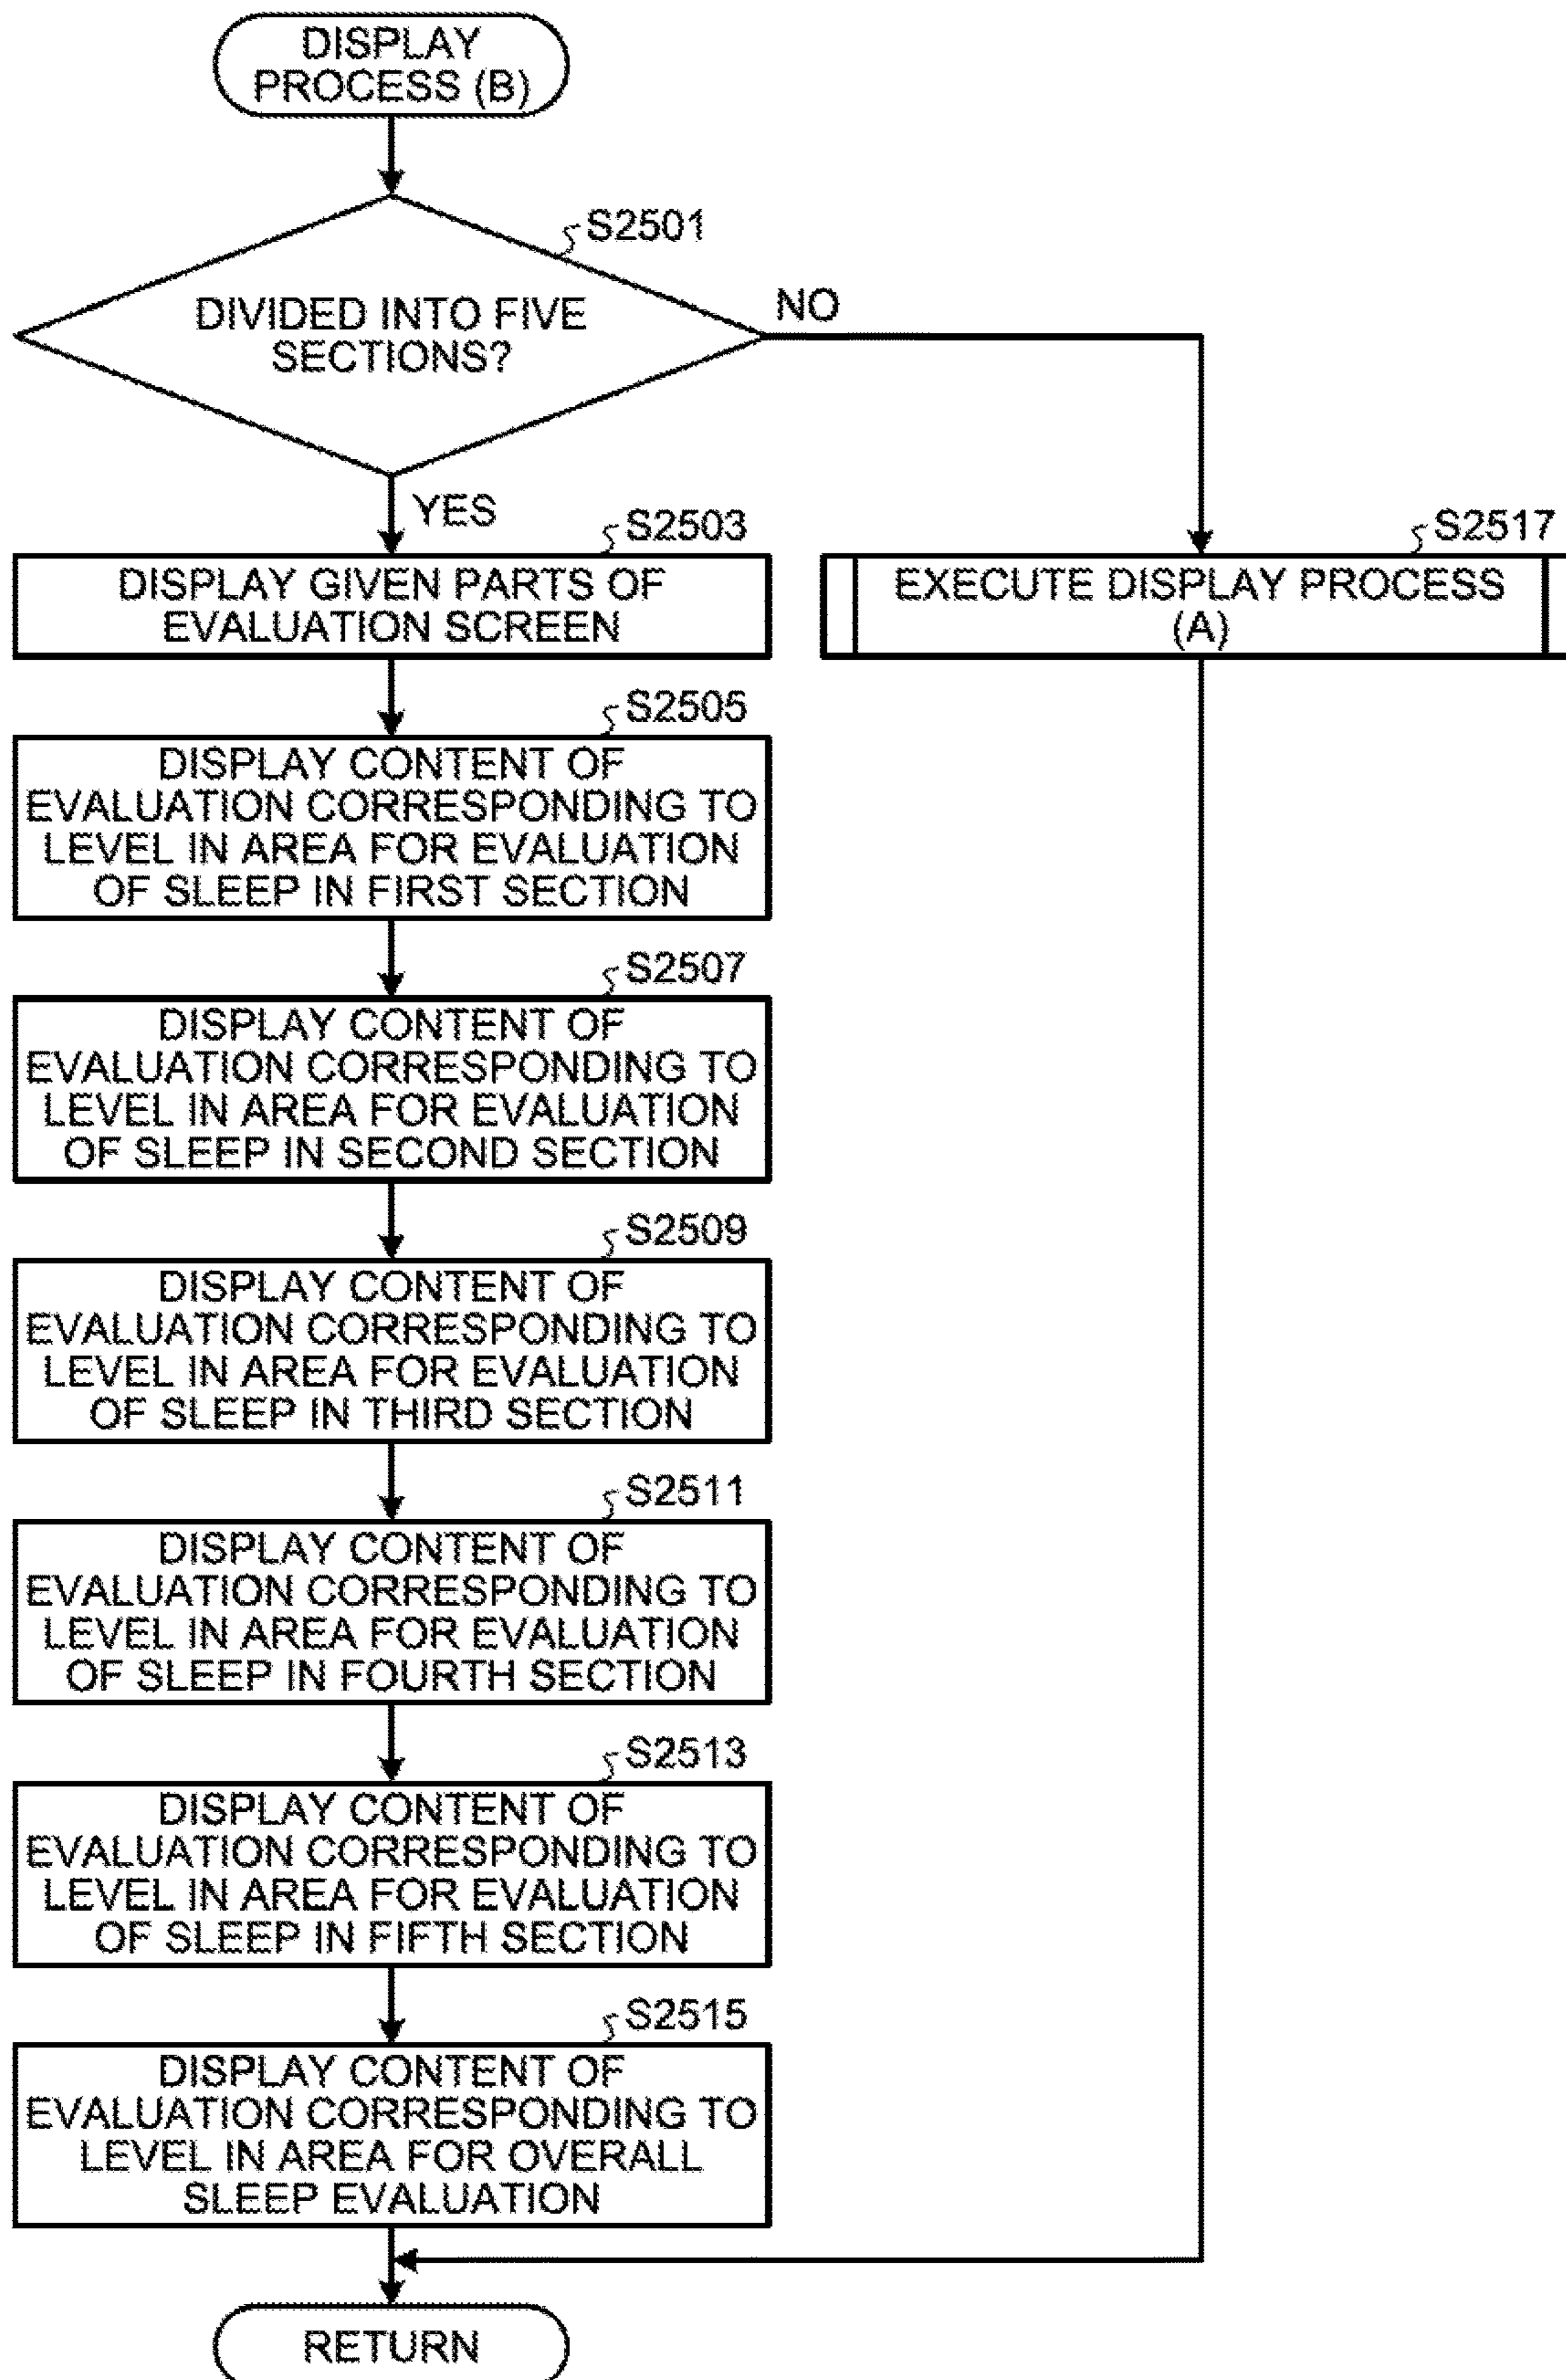 DISPLAY
PROCESS (B)
S2501
DIVIDED INTO FIVE
SECTIONS?
NO
YES
S2503
DISPLAY GIVEN PARTS OF
EVALUATION SCREEN
S2517
EXECUTE DISPLAY PROCESS
(A)
S2505
DISPLAY CONTENT OF
EVALUATION CORRESPONDING TO
LEVEL IN AREA FOR EVALUATION
OF SLEEP IN FIRST SECTION
S2507
DISPLAY CONTENT OF
EVALUATION CORRESPONDING TO
LEVEL IN AREA FOR EVALUATION
OF SLEEP IN SECOND SECTION
S2509
DISPLAY CONTENT OF
EVALUATION CORRESPONDING TO
LEVEL IN AREA FOR EVALUATION
OF SLEEP IN THIRD SECTION
S2511
DISPLAY CONTENT OF
EVALUATION CORRESPONDING TO
LEVEL IN AREA FOR EVALUATION
OF SLEEP IN FOURTH SECTION
S2513
DISPLAY CONTENT OF
EVALUATION CORRESPONDING TO
LEVEL IN AREA FOR EVALUATION
OF SLEEP IN FIFTH SECTION
S2515
DISPLAY CONTENT OF
EVALUATION CORRESPONDING TO
LEVEL IN AREA FOR OVERALL
SLEEP EVALUATION
RETURN